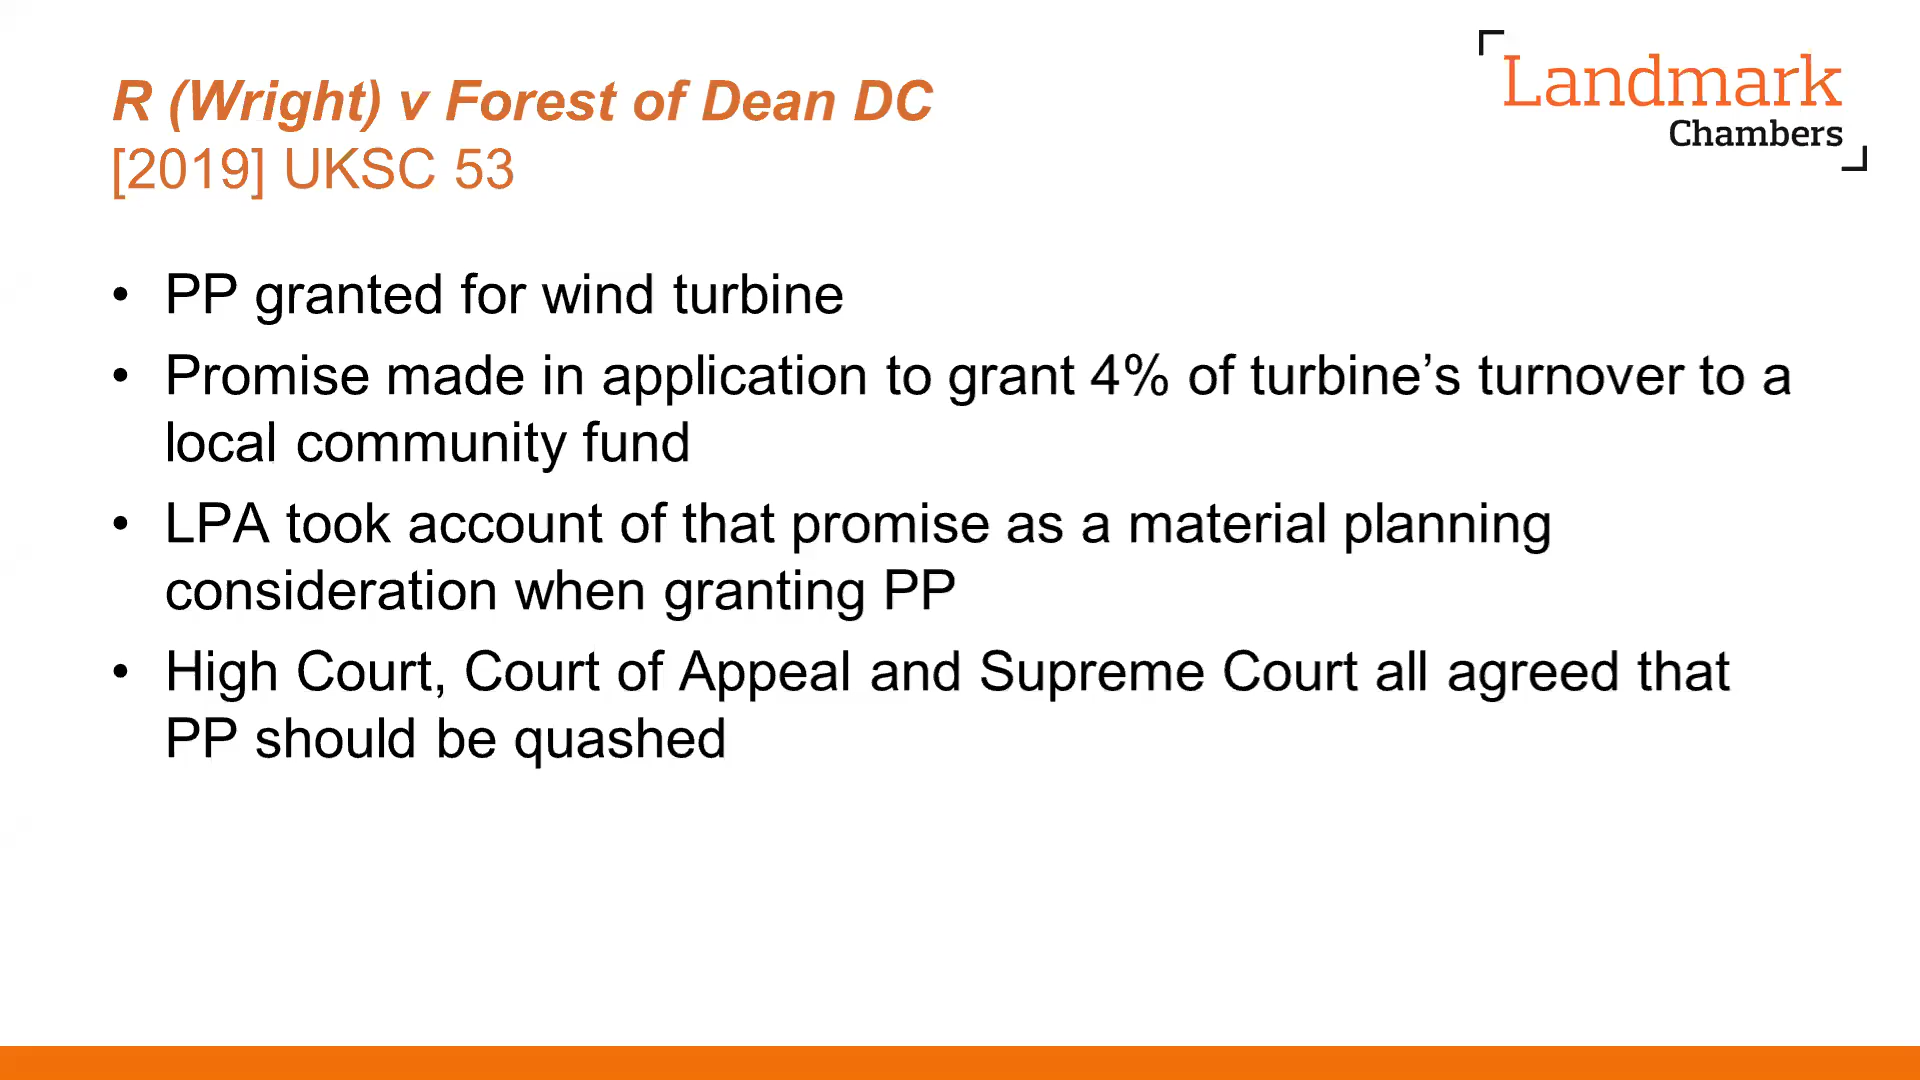 R (Wright) v Forest of Dean DC
[2019] UKSC 53
Landmark
Chambers
• PP granted for wind turbine
• Promise made in application to grant 4% of turbine’s turnover to a
local community fund
• LPA took account of that promise as a material planning
consideration when granting PP
• High Court, Court of Appeal and Supreme Court all agreed that
PP should be quashed